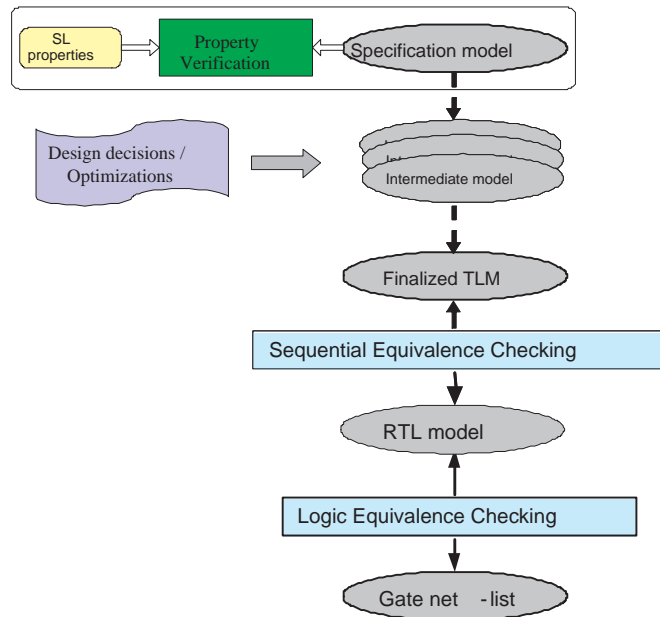 SL
properties
Property
Verification
Specification model
Design decisions /
Optimizations
Intermediate model
Finalized TLM
Sequential Equivalence Checking
RTL model
Logic Equivalence Checking
Gate net -list